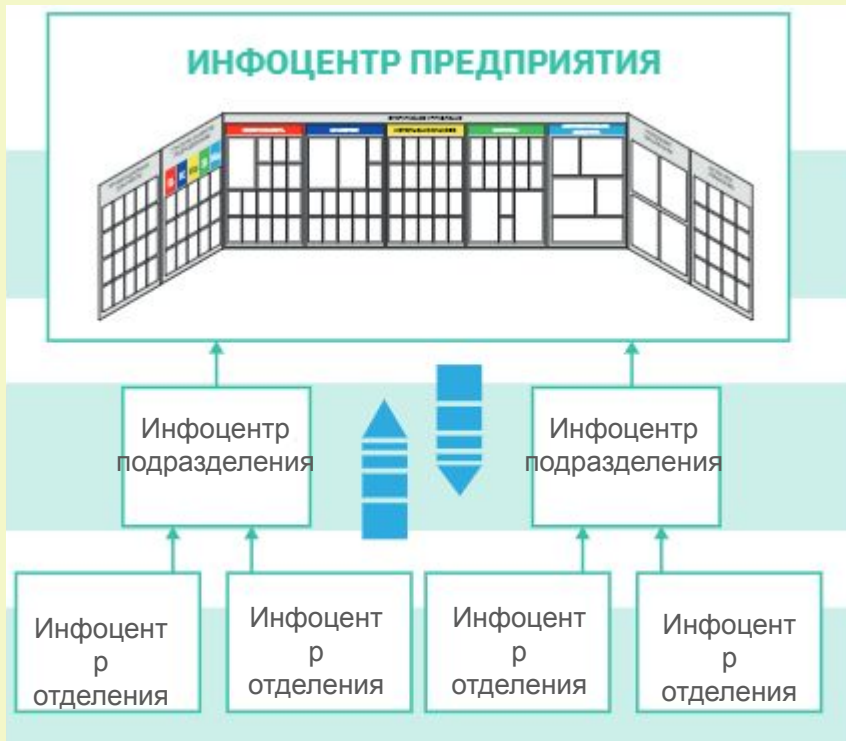 ИНФОЦЕНТР ПРЕДПРИЯТИЯ
Инфоцентр
подразделения
Инфоцентр
подразделения
Инфоцент
р
отделения
Инфоцент
р
отделения
Инфоцент
р
отделения
Инфоцент
р
отделения